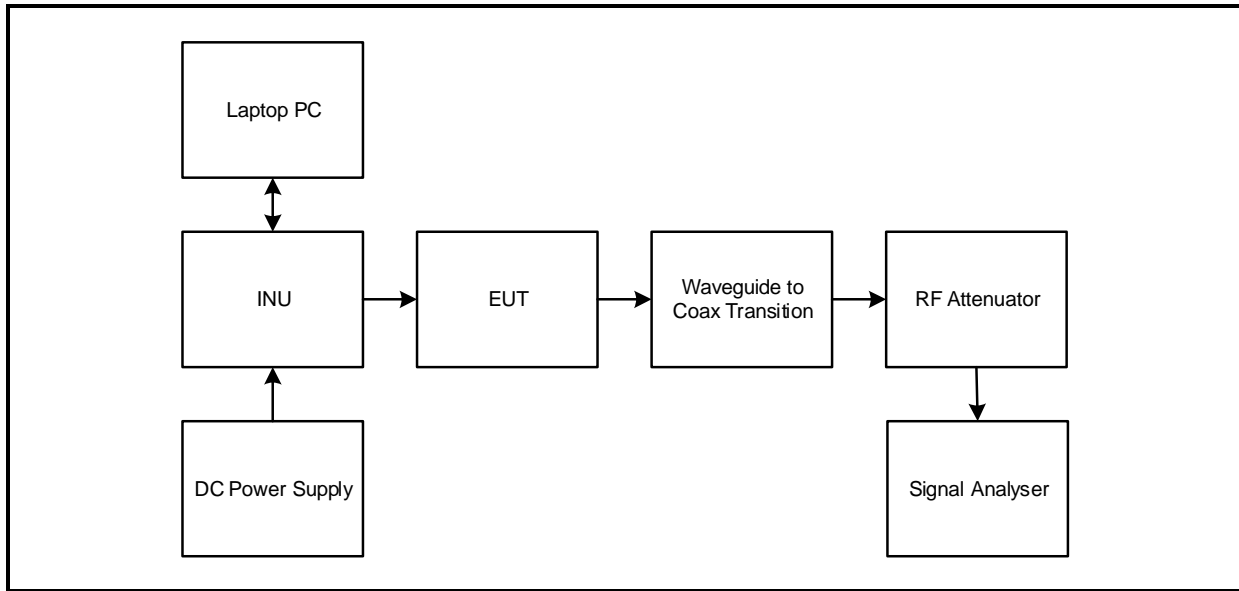 Laptop PC
INU
EUT
Waveguide to
Coax Transition
RF Attenuator
DC Power Supply
Signal Analyser